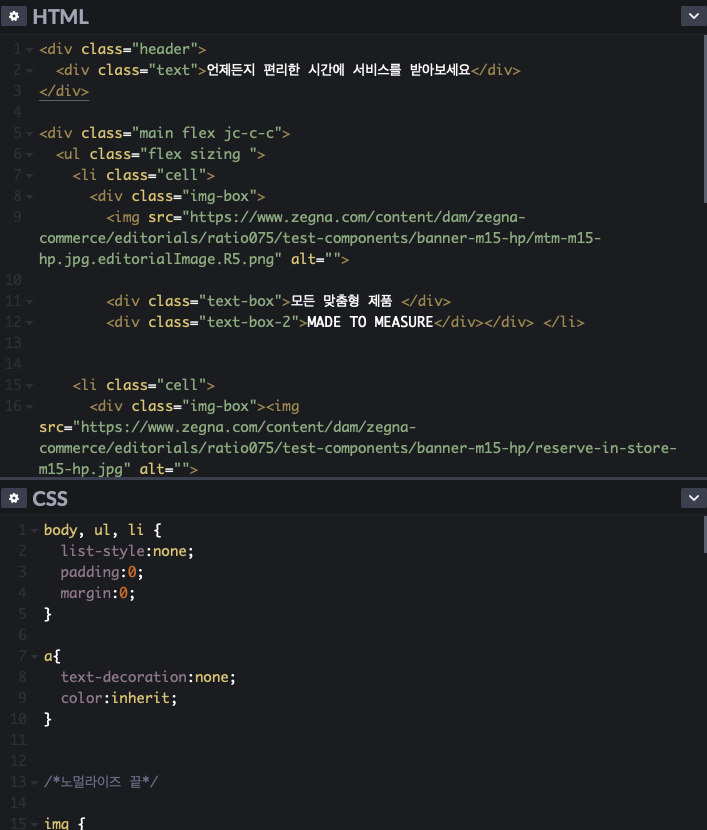 HTML
1 <div class="header">
2 <div class="text">언제든지 편리한 시간에 서비스를 받아보세요</div>
3 </div>
4
5 <div class="main flex jc-c-c">
6 <ul class="flex sizing ">
7 <li class="cell">
8 <div class="img-box">
9 <img src="https://www.zegna.com/content/dam/zegna-
commerce/editorials/ratio075/test-components/banner-m15-hp/mtm-m15-
hp.jpg.editorialImage.R5.png" alt="">
10
11 <div class="text-box">모든 맞춤형 제품 </div>
12 <div class="text-box-2">MADE TO MEASURE</div></div> </li>
13
14
15 <li class="cell">
16 <div class="img-box"><img
src="https://www.zegna.com/content/dam/zegna-
commerce/editorials/ratio075/test-components/banner-m15-hp/reserve-in-store-
m15-hp.jpg" alt="">
CSS
1 body, ul, li {
2 list-style:none;
3 padding:0;
4 margin:0;
5 }
6
7 a{
8 text-decoration:none;
9 color:inherit;
10 }
11
12
13 /*노멀라이즈 끝*/
14
15 img {